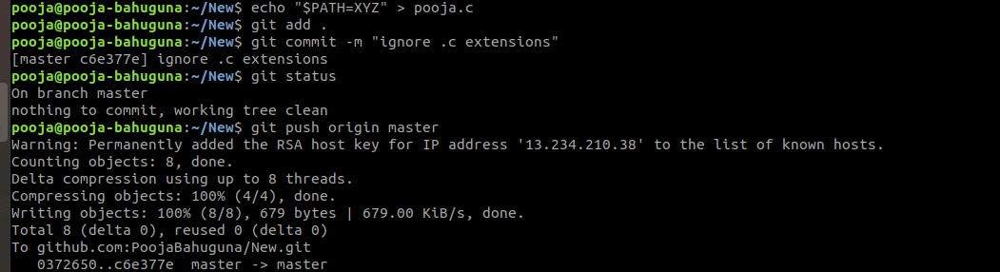 pooja@pooja-bahuguna:~/New$ echo "$PATH=XYZ" > pooja.c
pooja@pooja-bahuguna:~/New$ git add .
pooja@pooja-bahuguna:~/New$ git commit -m "ignore .c extensions"
[master c6e377e] ignore .c extensions
pooja@pooja-bahuguna:~/New$ git status
On branch master
nothing to commit, working tree clean
pooja@pooja-bahuguna:~/New$ git push origin master
Warning: Permanently added the RSA host key for IP address '13.234.210.38' to the list of known hosts.
Counting objects: 8, done.
Delta compression using up to 8 threads.
Compressing objects: 100% (4/4), done.
Writing objects: 100% (8/8), 679 bytes | 679.00 KiB/s, done.
Total 8 (delta 0), reused 0 (delta 0)
To github.com:PoojaBahuguna/New.git
   0372650..c6e377e  master -> master